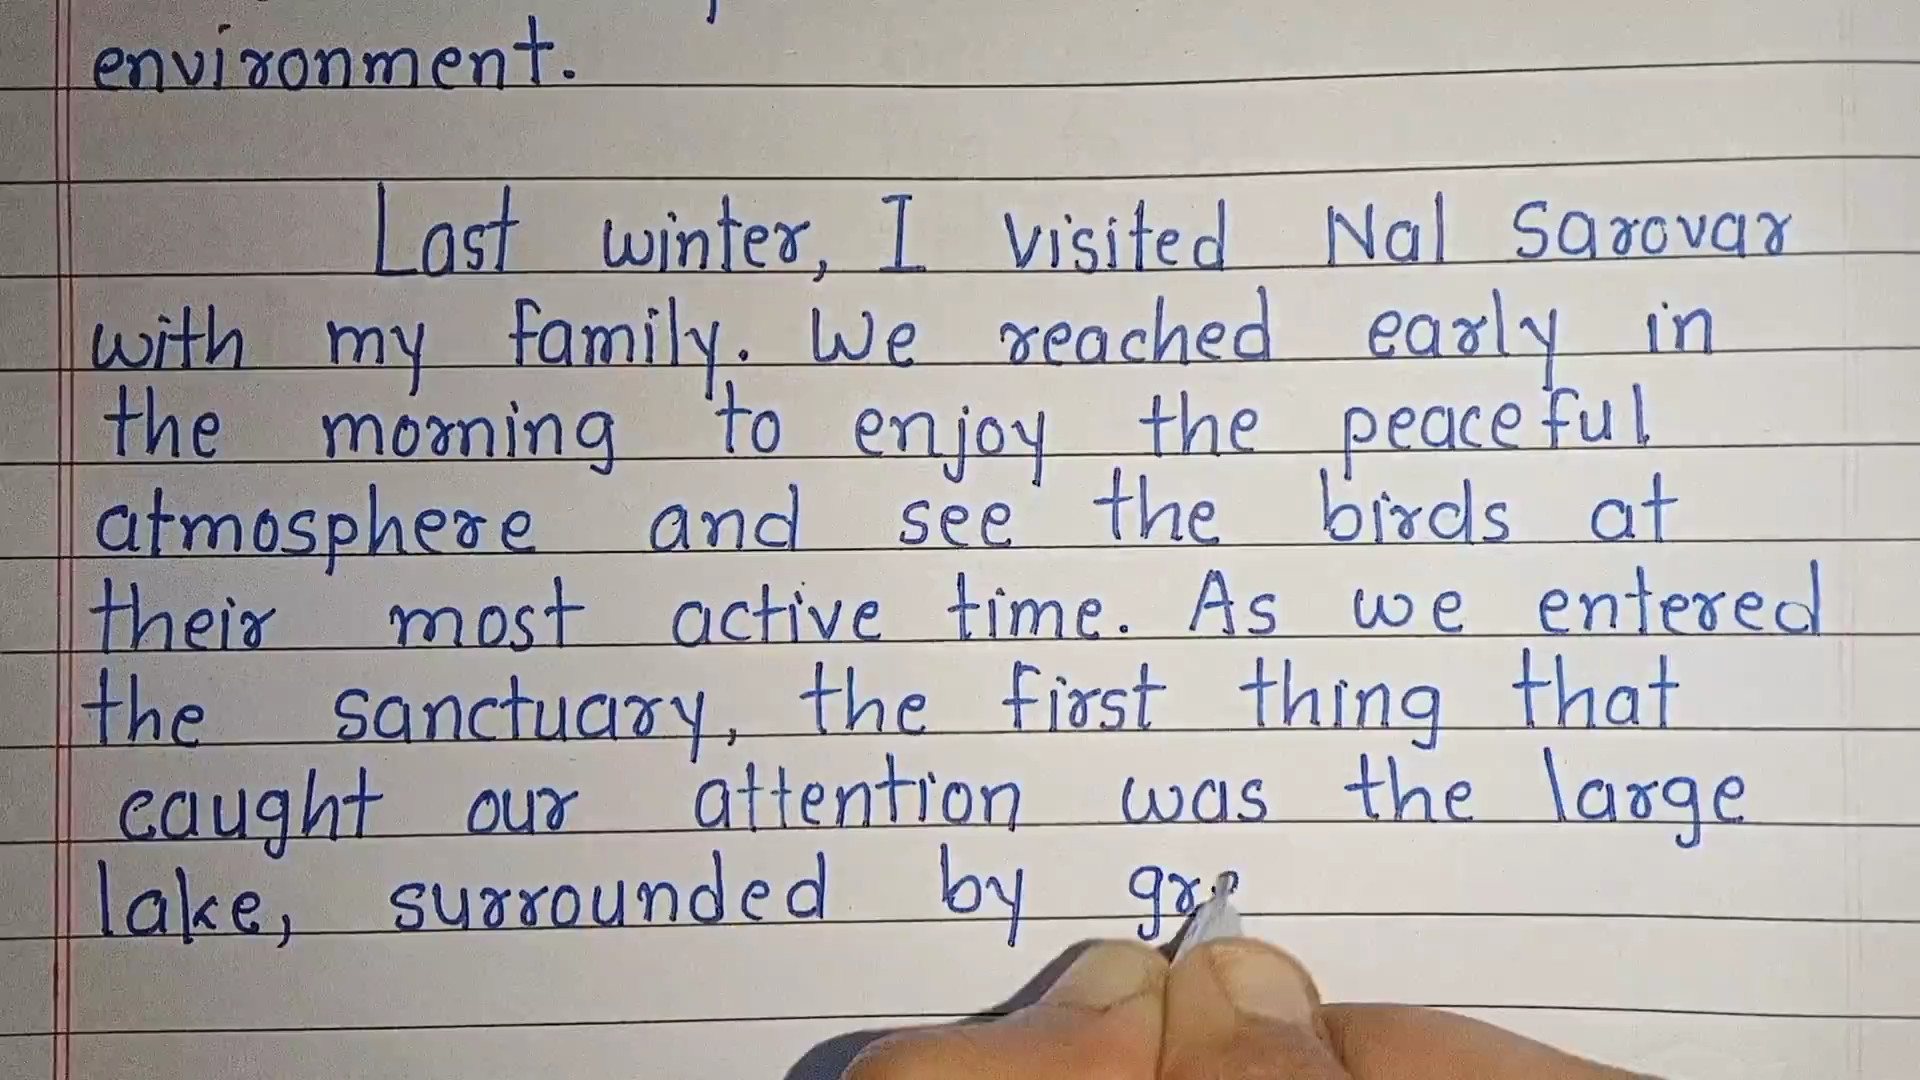 environment.
Last winter, I visited Nal Sarovar
with my family. We reached early in
the morning to enjoy the peaceful
atmosphere and see the birds at
their most active time. As we entered
the sanctuary, the first thing that
caught our attention was the large
lake, surrounded by